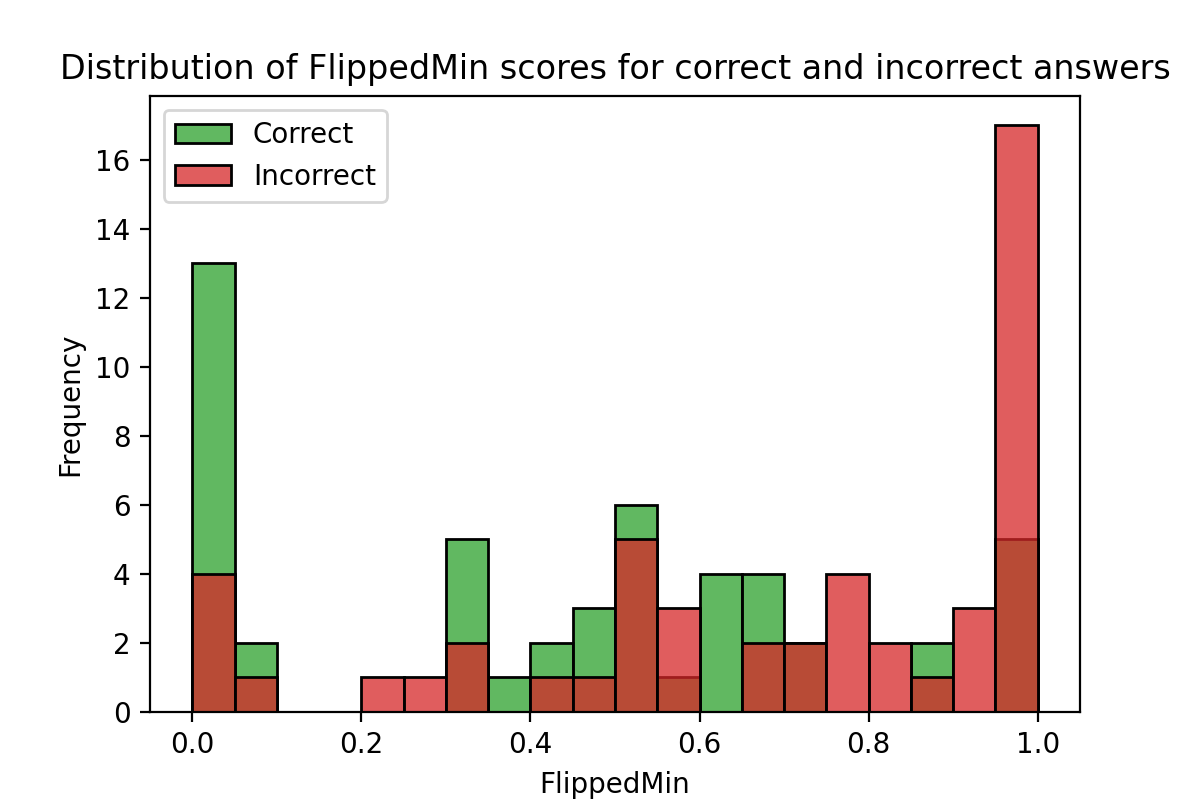 Distribution of FlippedMin scores for correct and incorrect answers
Correct
Incorrect
Frequency
16
14
12
10
8
6
4
2
0
0.0 0.2 0.4 0.6 0.8 1.0
FlippedMin